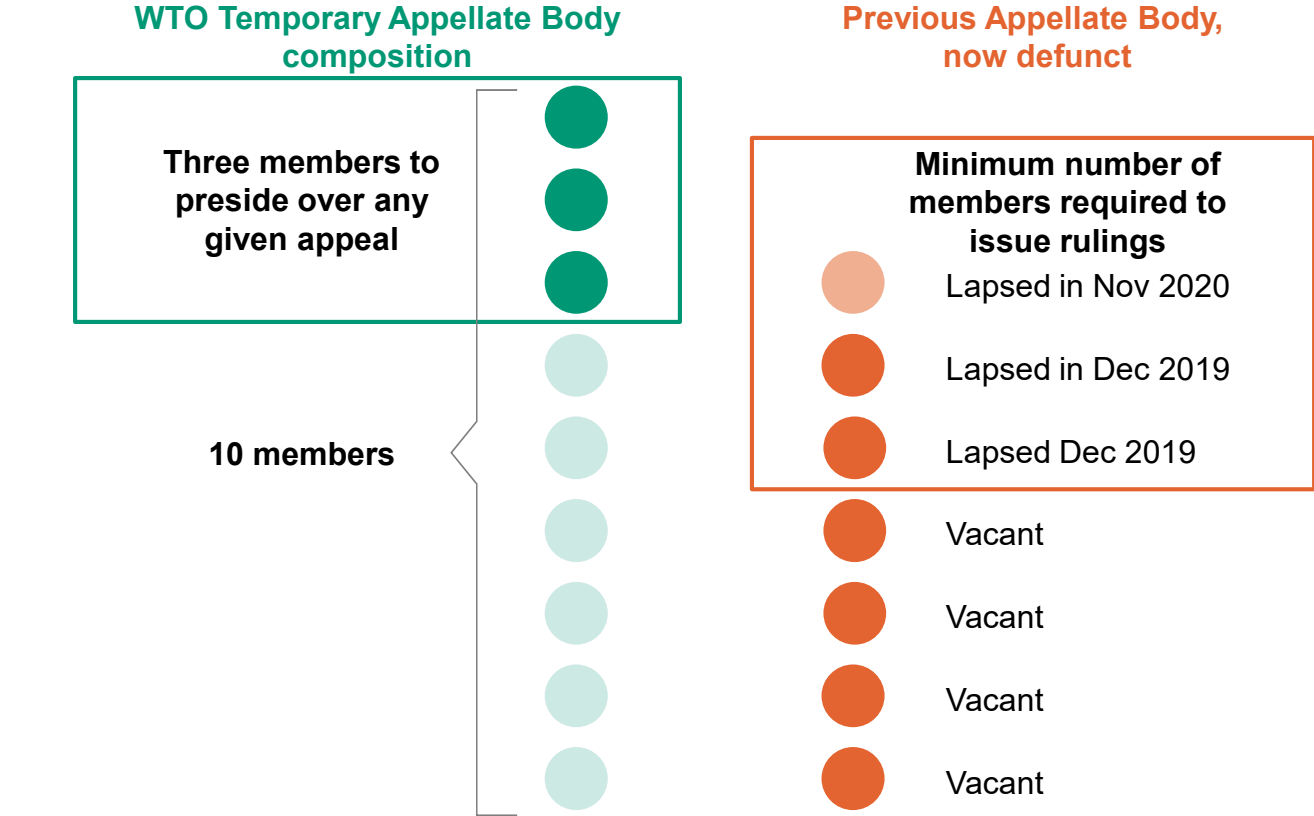 WTO Temporary Appellate Body
composition
Three members to
preside over any
given appeal
10 members
Previous Appellate Body,
now defunct
Minimum number of
members required to
issue rulings
Lapsed in Nov 2020
Lapsed in Dec 2019
Lapsed Dec 2019
Vacant
Vacant
Vacant
Vacant